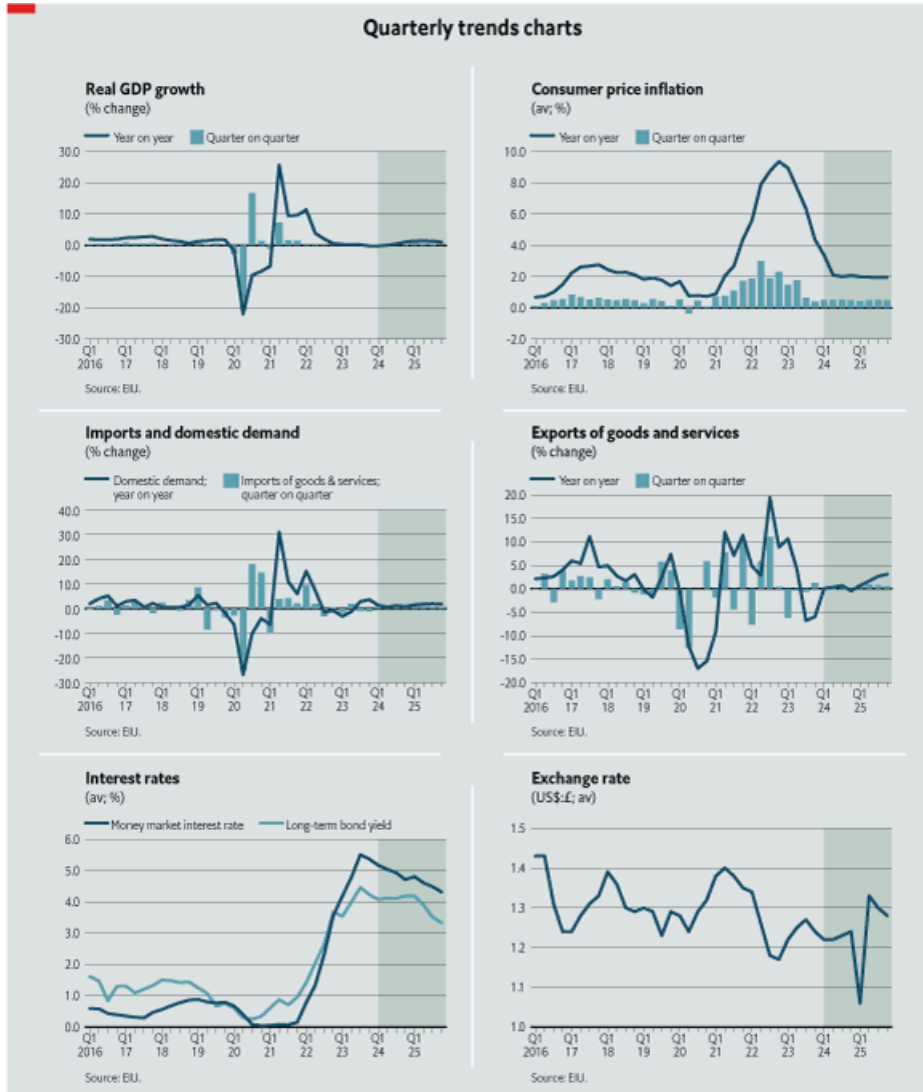 Quarterly trends charts
Real GDP growth
(% change)
Year on year Quarter on quarter
30.0
20.0
10.0
0.0
-10.0
-20.0
-30.0
Q1 Q1 Q1 Q1 Q1 Q1 Q1 Q1 Q1 Q1
2016 17 18 19 20 21 22 23 24 25
Source: EIU.
Consumer price inflation
(av; %)
Year on year Quarter on quarter
10.0
8.0
6.0
4.0
2.0
0.0
-2.0
Q1 Q1 Q1 Q1 Q1 Q1 Q1 Q1 Q1 Q1
2016 17 18 19 20 21 22 23 24 25
Source: EIU.
Imports and domestic demand
(% change)
Domestic demand; Imports of goods & services;
year on year quarter on quarter
40.0
30.0
20.0
10.0
0.0
-10.0
-20.0
-30.0
Q1 Q1 Q1 Q1 Q1 Q1 Q1 Q1 Q1 Q1
2016 17 18 19 20 21 22 23 24 25
Source: EIU.
Exports of goods and services
(% change)
Year on year Quarter on quarter
20.0
15.0
10.0
5.0
0.0
-5.0
-10.0
-15.0
-20.0
Q1 Q1 Q1 Q1 Q1 Q1 Q1 Q1 Q1 Q1
2016 17 18 19 20 21 22 23 24 25
Source: EIU.
Interest rates
(av; %)
Money market interest rate Long-term bond yield
6.0
5.0
4.0
3.0
2.0
1.0
0.0
Q1 Q1 Q1 Q1 Q1 Q1 Q1 Q1 Q1 Q1
2016 17 18 19 20 21 22 23 24 25
Source: EIU.
Exchange rate
(US$:£; av)
1.5
1.4
1.3
1.2
1.1
1.0
Q1 Q1 Q1 Q1 Q1 Q1 Q1 Q1 Q1 Q1
2016 17 18 19 20 21 22 23 24 25
Source: EIU.